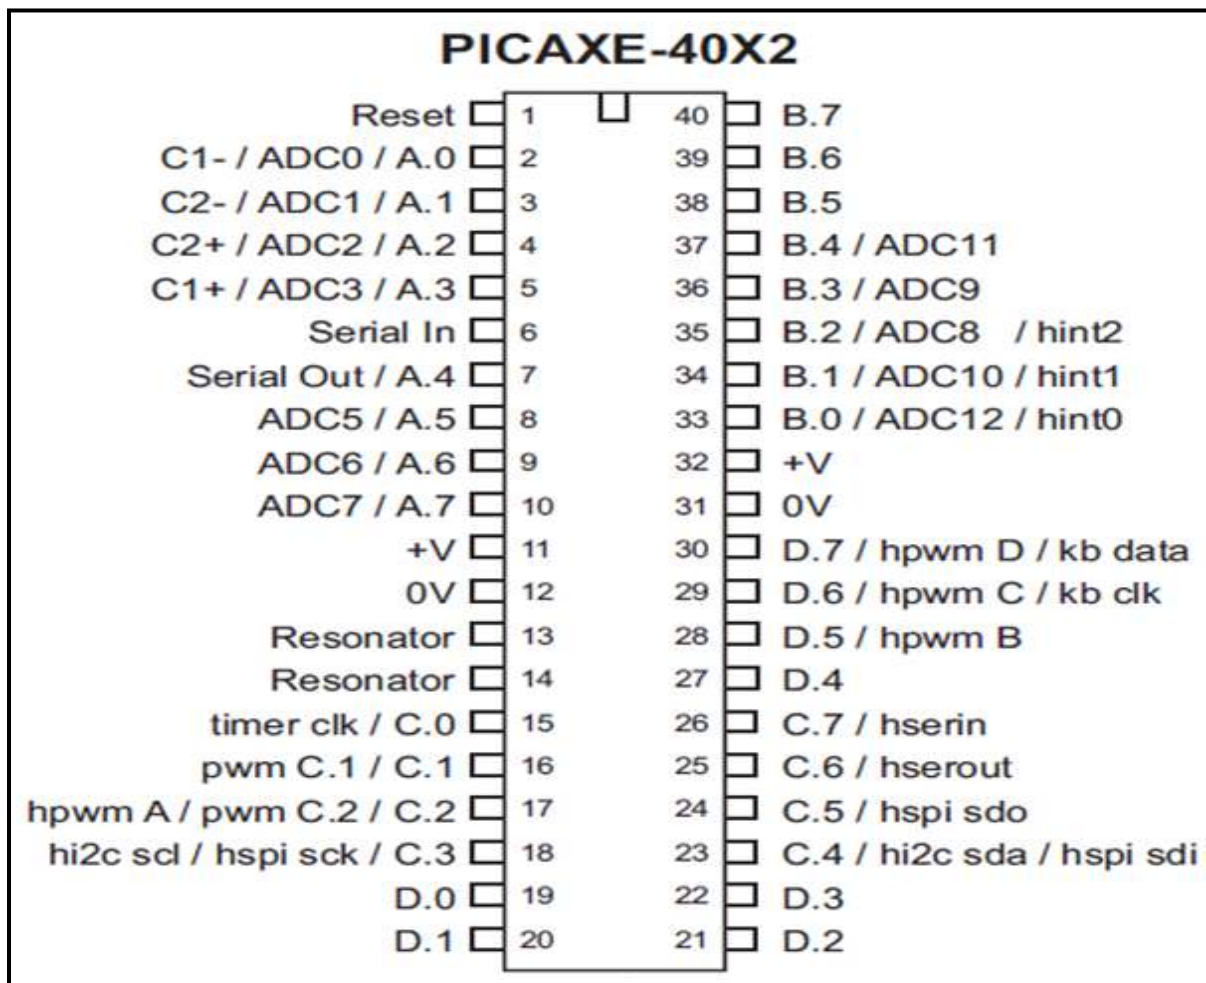 PICAXE-40X2
Reset 1 40 B.7
C1- / ADC0 / A.0 2 39 B.6
C2- / ADC1 / A.1 3 38 B.5
C2+ / ADC2 / A.2 4 37 B.4 / ADC11
C1+ / ADC3 / A.3 5 36 B.3 / ADC9
Serial In 6 35 B.2 / ADC8 / hint2
Serial Out / A.4 7 34 B.1 / ADC10 / hint1
ADC5 / A.5 8 33 B.0 / ADC12 / hint0
ADC6 / A.6 9 32 +V
ADC7 / A.7 10 31 0V
+V 11 30 D.7 / hpwm D / kb data
0V 12 29 D.6 / hpwm C / kb clk
Resonator 13 28 D.5 / hpwm B
Resonator 14 27 D.4
timer clk / C.0 15 26 C.7 / hserin
pwm C.1 / C.1 16 25 C.6 / hserout
hpwm A / pwm C.2 / C.2 17 24 C.5 / hspi sdo
hi2c scl / hspi sck / C.3 18 23 C.4 / hi2c sda / hspi sdi
D.0 19 22 D.3
D.1 20 21 D.2